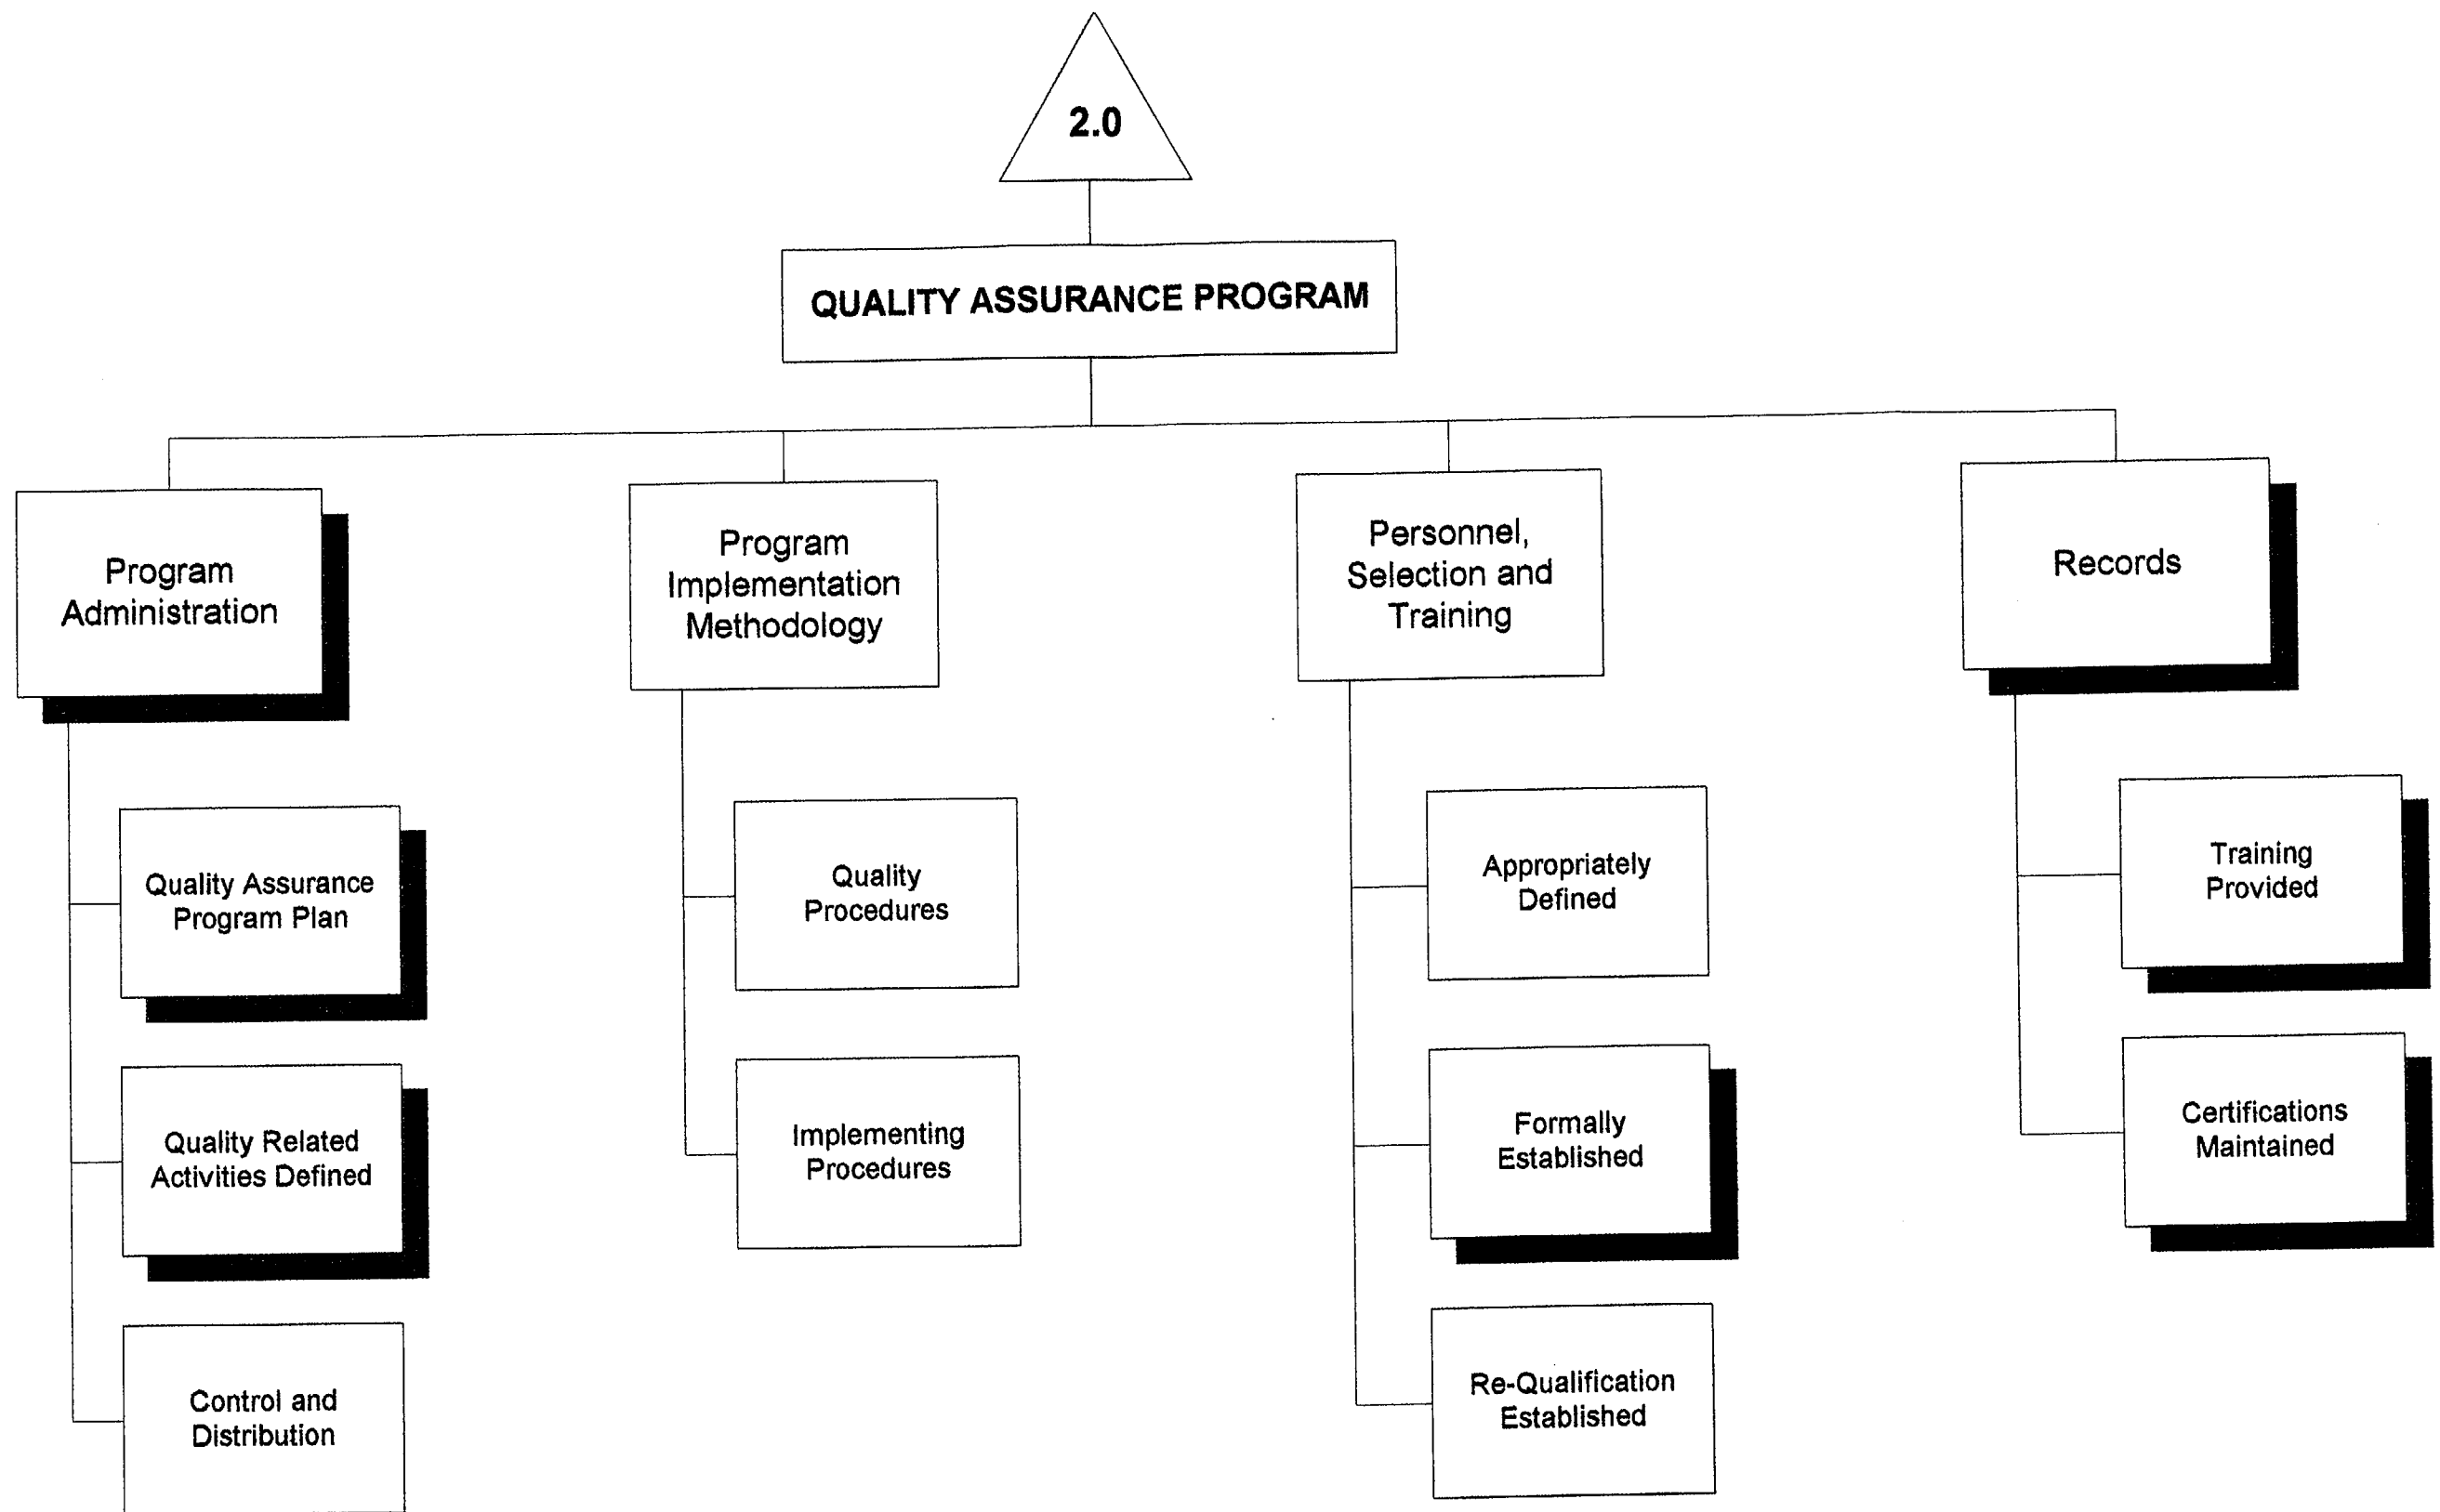 2.0
QUALITY ASSURANCE PROGRAM
Program
Administration
Quality Assurance
Program Plan
Quality Related
Activities Defined
Control and
Distribution
Program
Implementation
Methodology
Quality
Procedures
Implementing
Procedures
Personnel,
Selection and
Training
Appropriately
Defined
Formally
Established
Re-Qualification
Established
Records
Training
Provided
Certifications
Maintained